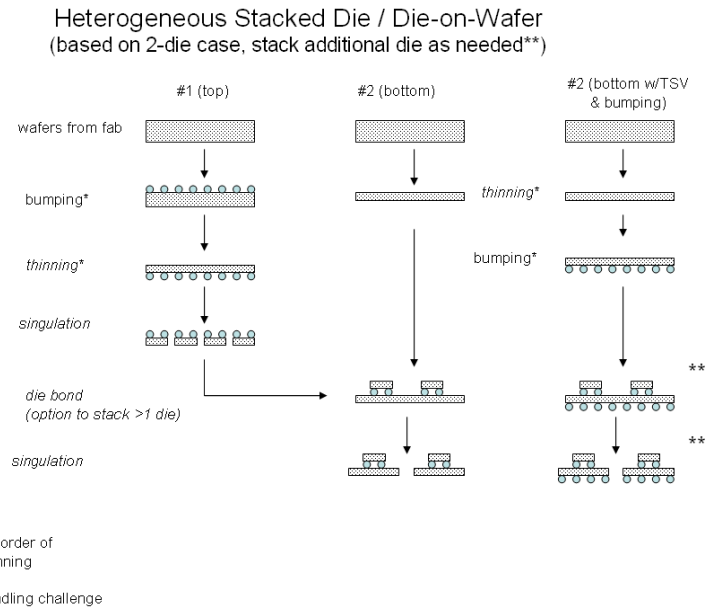 Heterogeneous Stacked Die / Die-on-Wafer
(based on 2-die case, stack additional die as needed**)
#1 (top)
#2 (bottom)
#2 (bottom w/TSV
& bumping)
wafers from fab
bumping*
thinning*
thinning*
bumping*
singulation
**
die bond
(option to stack >1 die)
**
singulation
order of
challenge